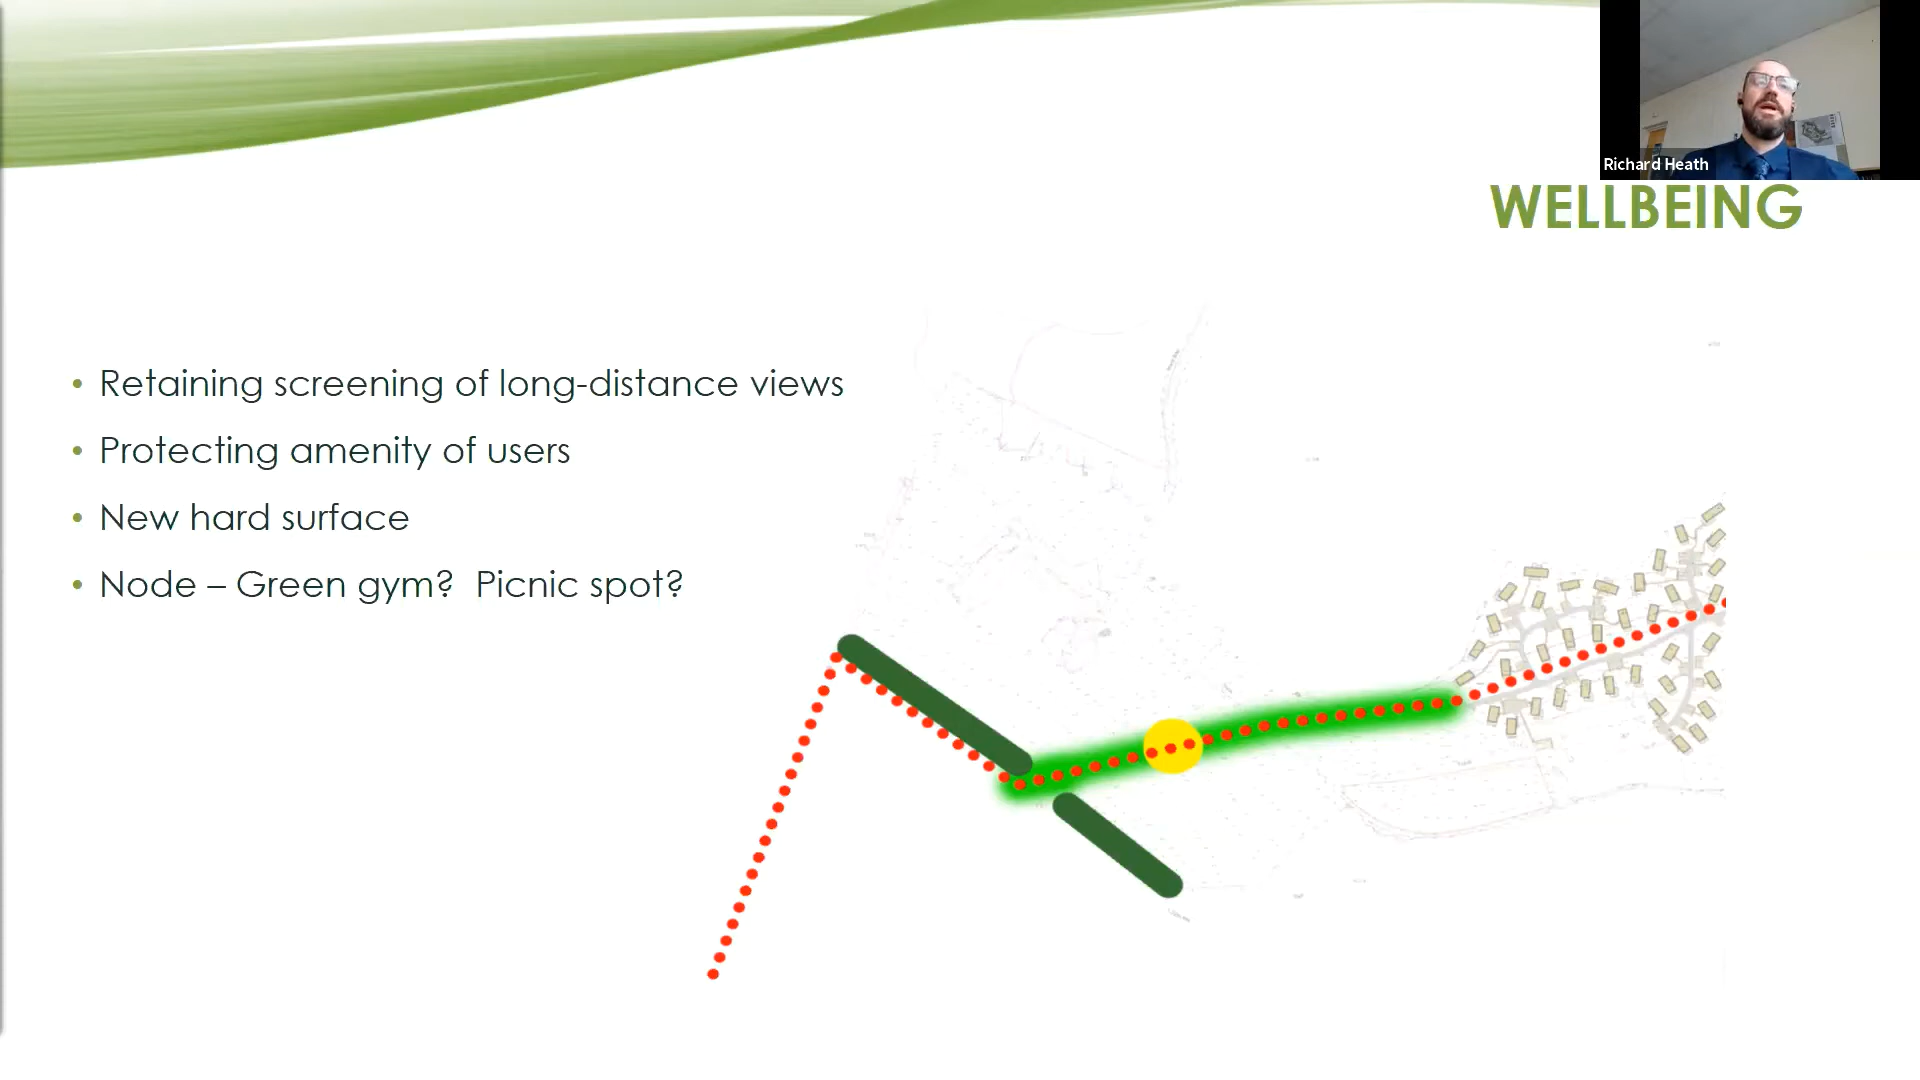 Richard Heath
WELLBEING
• Retaining screening of long-distance views
• Protecting amenity of users
• New hard surface
• Node – Green gym?  Picnic spot?